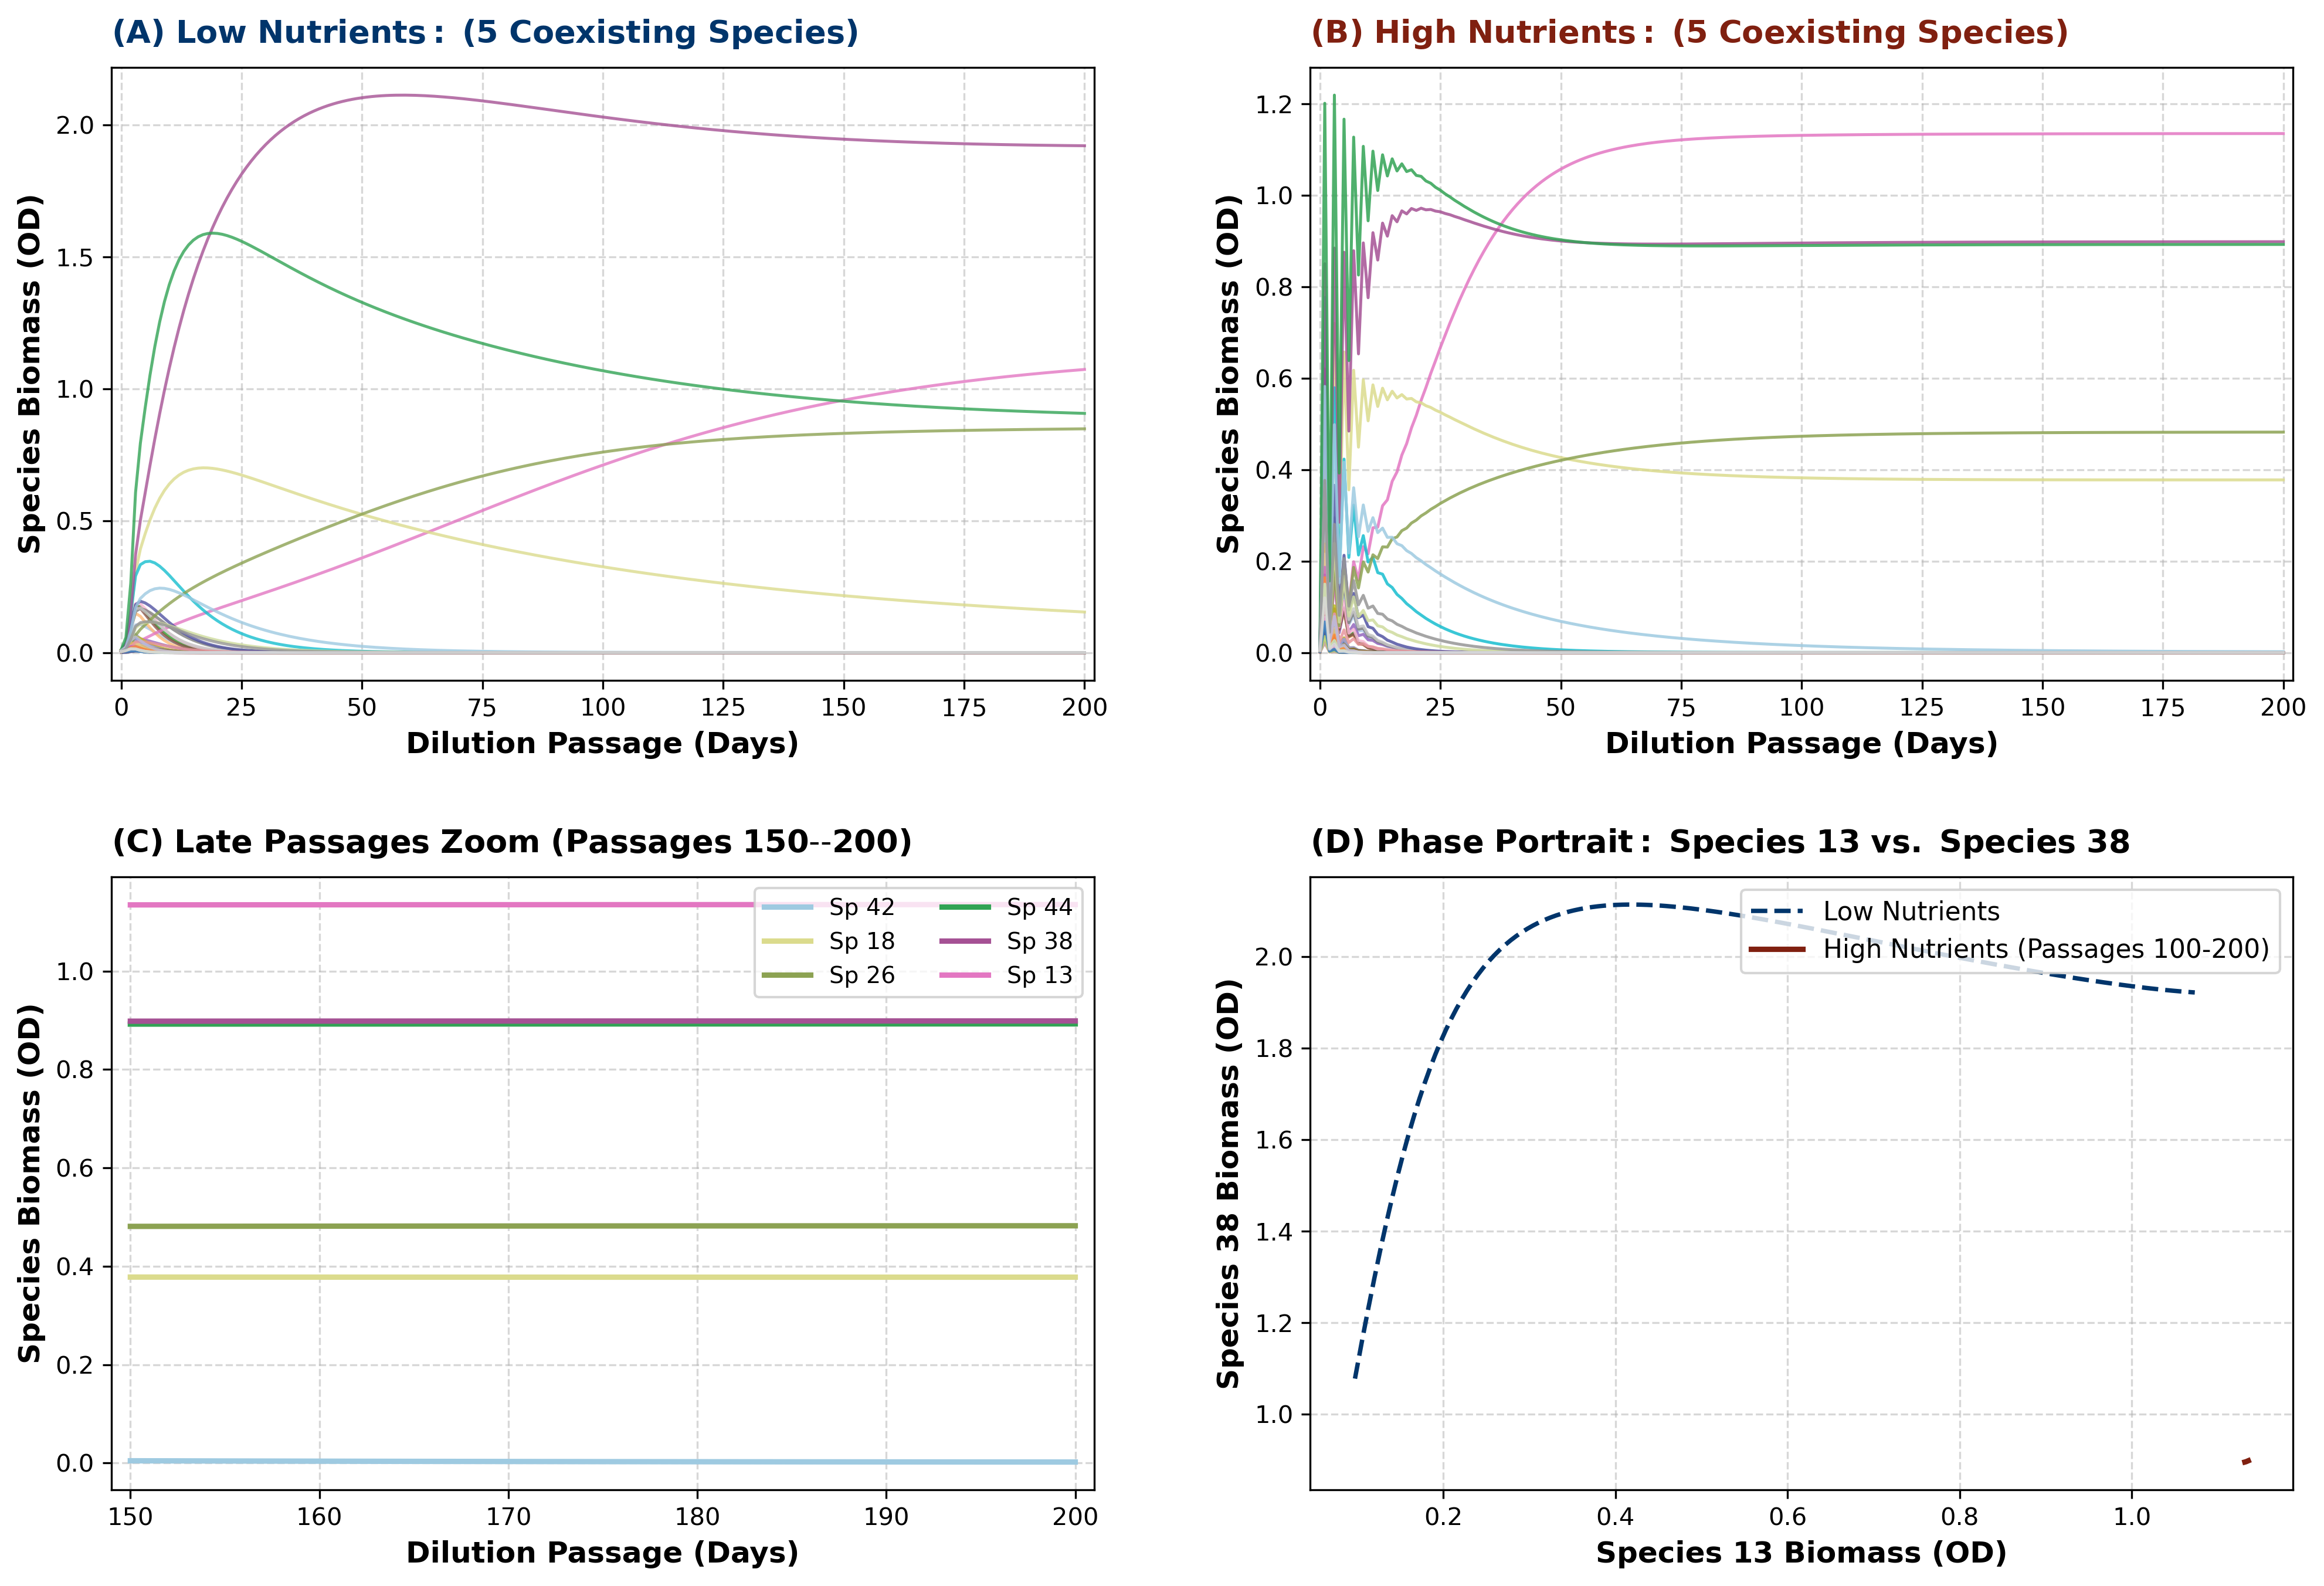 (A) Low Nutrients: (5 Coexisting Species)
Species Biomass (OD)
2.0
1.5
1.0
0.5
0.0
0 25 50 75 100 125 150 175 200
Dilution Passage (Days)
(B) High Nutrients: (5 Coexisting Species)
Species Biomass (OD)
1.2
1.0
0.8
0.6
0.4
0.2
0.0
0 25 50 75 100 125 150 175 200
Dilution Passage (Days)
(C) Late Passages Zoom (Passages 150--200)
Species Biomass (OD)
1.0
0.8
0.6
0.4
0.2
0.0
Sp 42 Sp 44
Sp 18 Sp 38
Sp 26 Sp 13
150 160 170 180 190 200
Dilution Passage (Days)
(D) Phase Portrait: Species 13 vs. Species 38
Species 38 Biomass (OD)
2.0
1.8
1.6
1.4
1.2
1.0
Low Nutrients
High Nutrients (Passages 100-200)
0.2 0.4 0.6 0.8 1.0
Species 13 Biomass (OD)